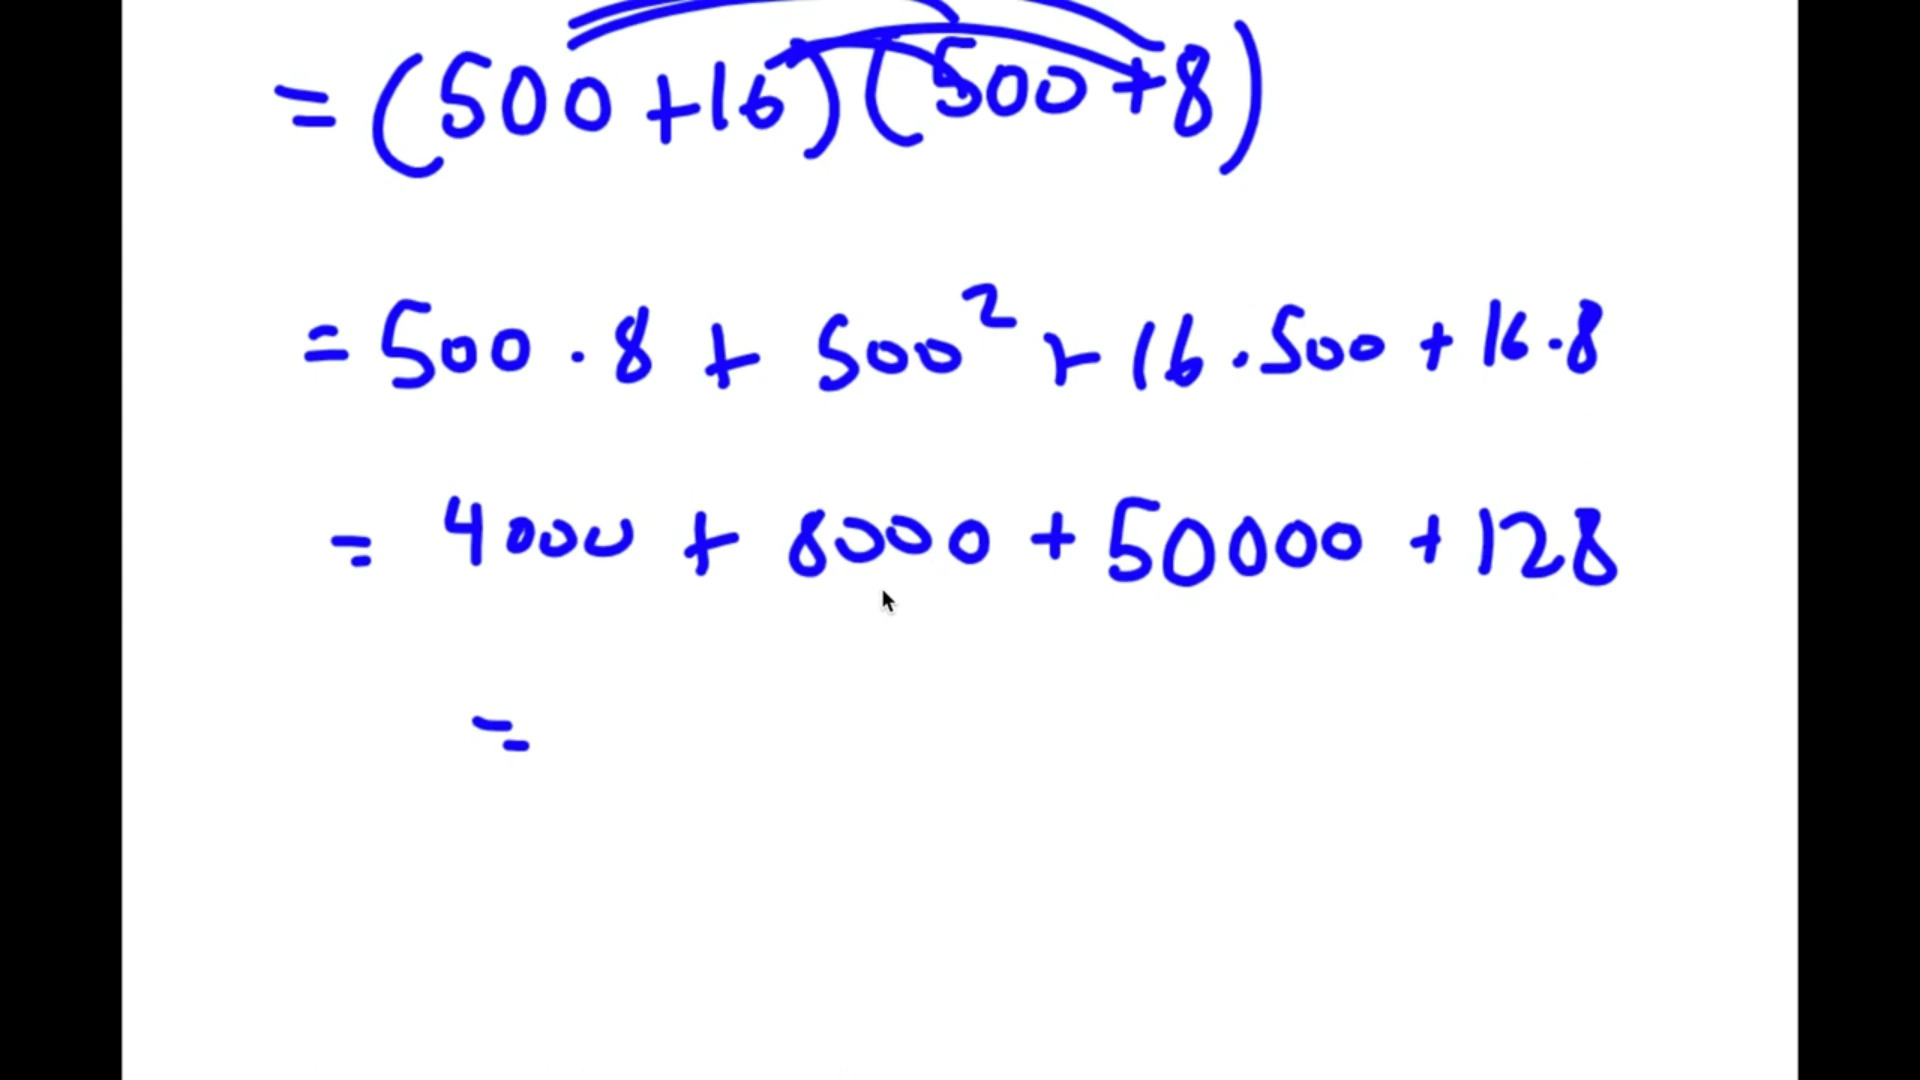 = (500 + 16) (500 + 8)
= 500 · 8 + 500² + 16 · 500 + 16 · 8
= 4000 + 8000 + 50000 + 128
=